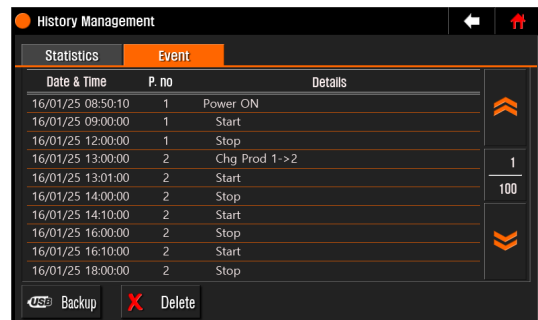 History Management
Statistics Event
Date & Time P. no Details
16/01/25 08:50:10 1 Power ON
16/01/25 09:00:00 1 Start
16/01/25 12:00:00 1 Stop
16/01/25 13:00:00 2 Chg Prod 1->2
16/01/25 13:01:00 2 Start
16/01/25 14:00:00 2 Stop
16/01/25 14:10:00 2 Start
16/01/25 16:00:00 2 Stop
16/01/25 16:10:00 2 Start
16/01/25 18:00:00 2 Stop
1
100
USB Backup X Delete